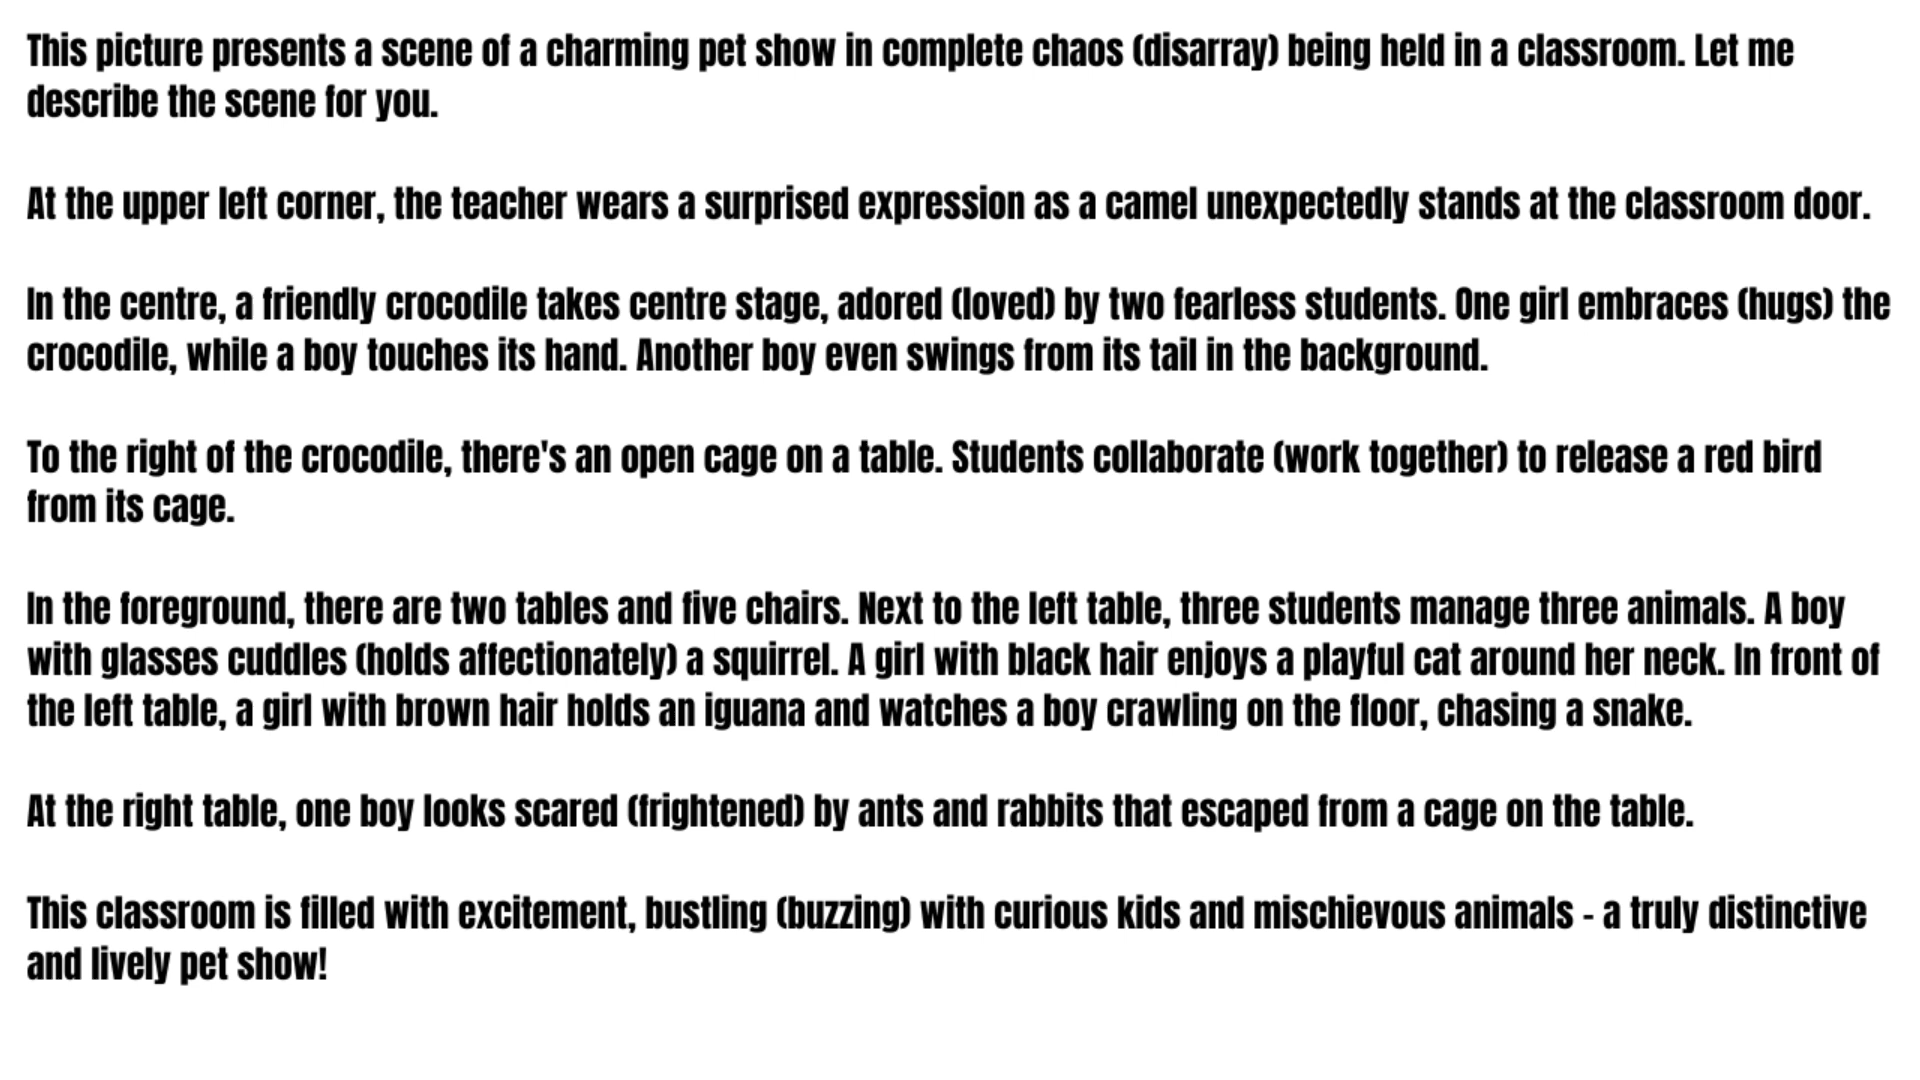 This picture presents a scene of a charming pet show in complete chaos (disarray) being held in a classroom. Let me
describe the scene for you.
At the upper left corner, the teacher wears a surprised expression as a camel unexpectedly stands at the classroom door.
In the centre, a friendly crocodile takes centre stage, adored (loved) by two fearless students. One girl embraces (hugs) the
crocodile, while a boy touches its hand. Another boy even swings from its tail in the background.
To the right of the crocodile, there's an open cage on a table. Students collaborate (work together) to release a red bird
from its cage.
In the foreground, there are two tables and five chairs. Next to the left table, three students manage three animals. A boy
with glasses cuddles (holds affectionately) a squirrel. A girl with black hair enjoys a playful cat around her neck. In front of
the left table, a girl with brown hair holds an iguana and watches a boy crawling on the floor, chasing a snake.
At the right table, one boy looks scared (frightened) by ants and rabbits that escaped from a cage on the table.
This classroom is filled with excitement, bustling (buzzing) with curious kids and mischievous animals - a truly distinctive
and lively pet show!